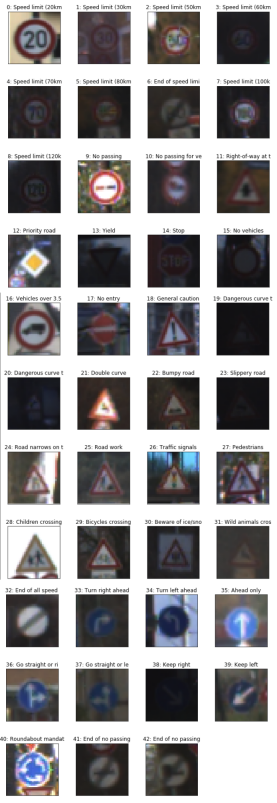 0: Speed limit (20km
1: Speed limit (30km
2: Speed limit (50km
3: Speed limit (60km
20
30
50
60
4: Speed limit (70km
5: Speed limit (80km
6: End of speed limi
7: Speed limit (100k
70
80
100
8: Speed limit (120k
9: No passing
10: No passing for ve
11: Right-of-way at t
120
12: Priority road
13: Yield
14: Stop
15: No vehicles
STOP
16: Vehicles over 3.5
17: No entry
18: General caution
19: Dangerous curve t
20: Dangerous curve t
21: Double curve
22: Bumpy road
23: Slippery road
24: Road narrows on t
25: Road work
26: Traffic signals
27: Pedestrians
28: Children crossing
29: Bicycles crossing
30: Beware of ice/sno
31: Wild animals cros
32: End of all speed
33: Turn right ahead
34: Turn left ahead
35: Ahead only
36: Go straight or ri
37: Go straight or le
38: Keep right
39: Keep left
40: Roundabout mandat
41: End of no passing
42: End of no passing